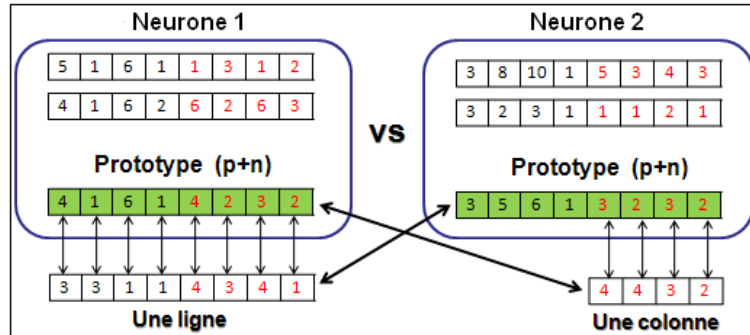 Neurone 1
Neurone 2
5 1 6 1 1 3 1 2
3 8 10 1 5 3 4 3
4 1 6 2 6 2 6 3
3 2 3 1 1 1 2 1
VS
Prototype (p+n)
Prototype (p+n)
4 1 6 1 4 2 3 2
3 5 6 1 3 2 3 2
3 3 1 1 4 3 4 1
4 4 3 2
Une ligne
Une colonne